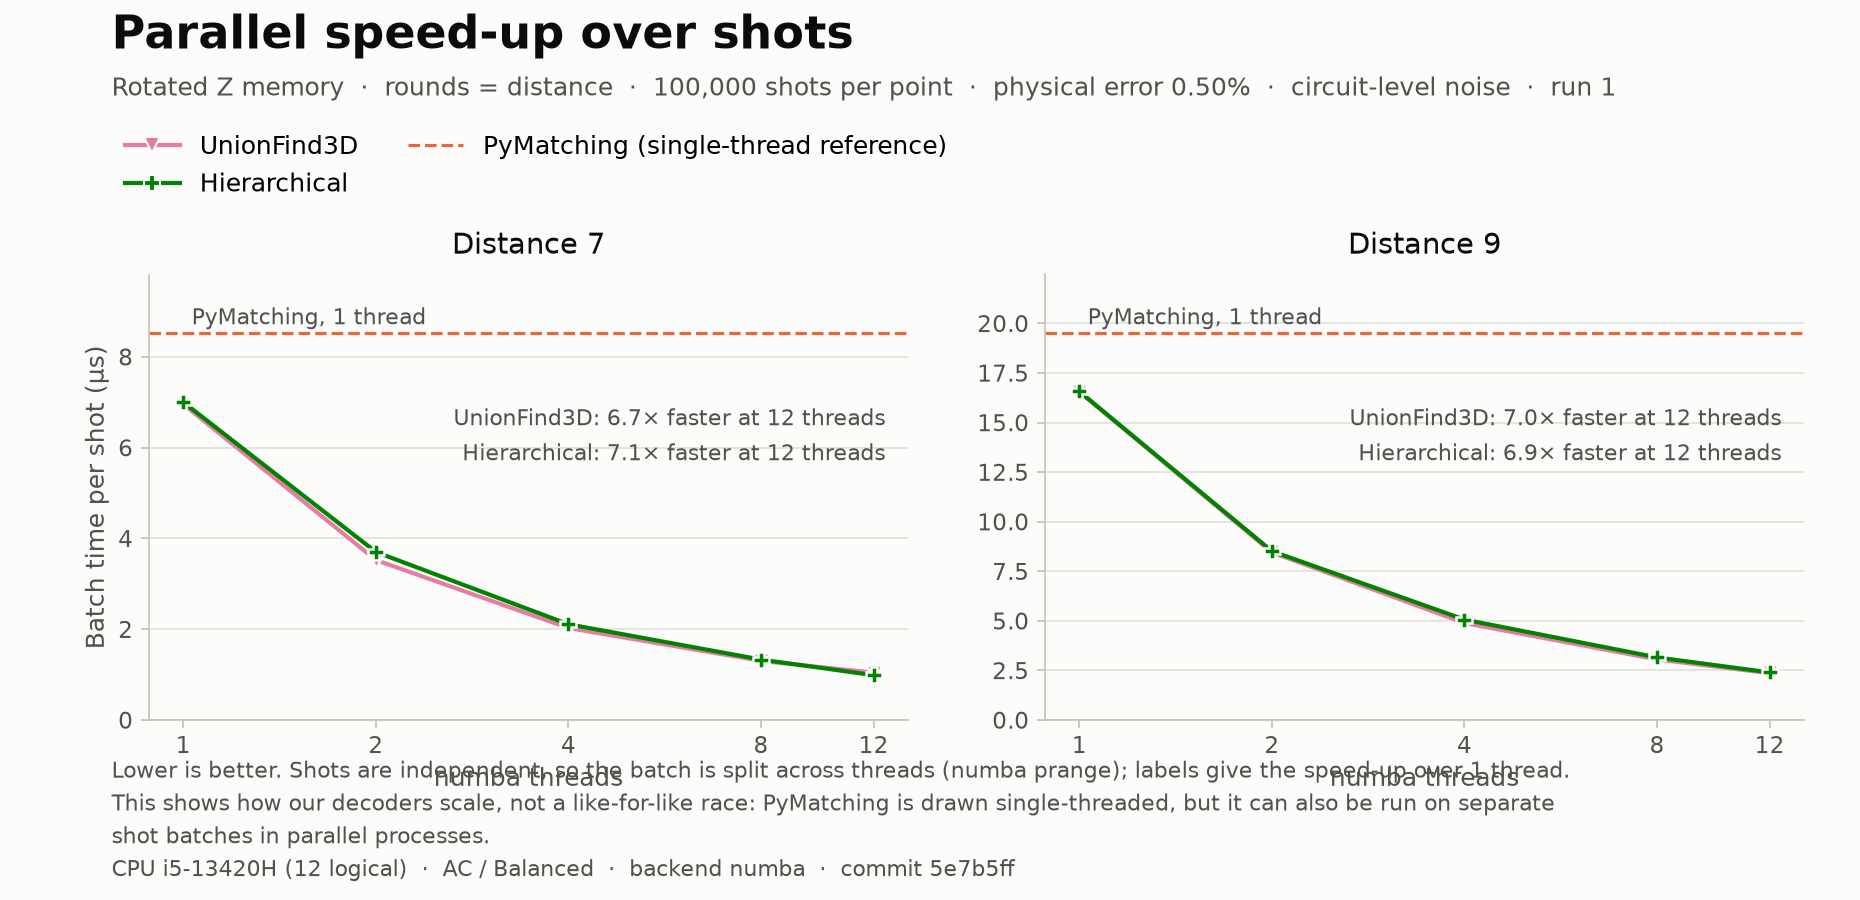 Parallel speed-up over shots
Rotated Z memory · rounds = distance · 100,000 shots per point · physical error 0.50% · circuit-level noise · run 1
UnionFind3D
Hierarchical
PyMatching (single-thread reference)
Distance 7
Batch time per shot (µs)
8
6
4
2
0
PyMatching, 1 thread
UnionFind3D: 6.7× faster at 12 threads
Hierarchical: 7.1× faster at 12 threads
1 2 4 8 12
numba threads
Distance 9
20.0
17.5
15.0
12.5
10.0
7.5
5.0
2.5
0.0
PyMatching, 1 thread
UnionFind3D: 7.0× faster at 12 threads
Hierarchical: 6.9× faster at 12 threads
1 2 4 8 12
numba threads
Lower is better. Shots are independent, so the batch is split across threads (numba prange); labels give the speed-up over 1 thread.
This shows how our decoders scale, not a like-for-like race: PyMatching is drawn single-threaded, but it can also be run on separate
shot batches in parallel processes.
CPU i5-13420H (12 logical) · AC / Balanced · backend numba · commit 5e7b5ff